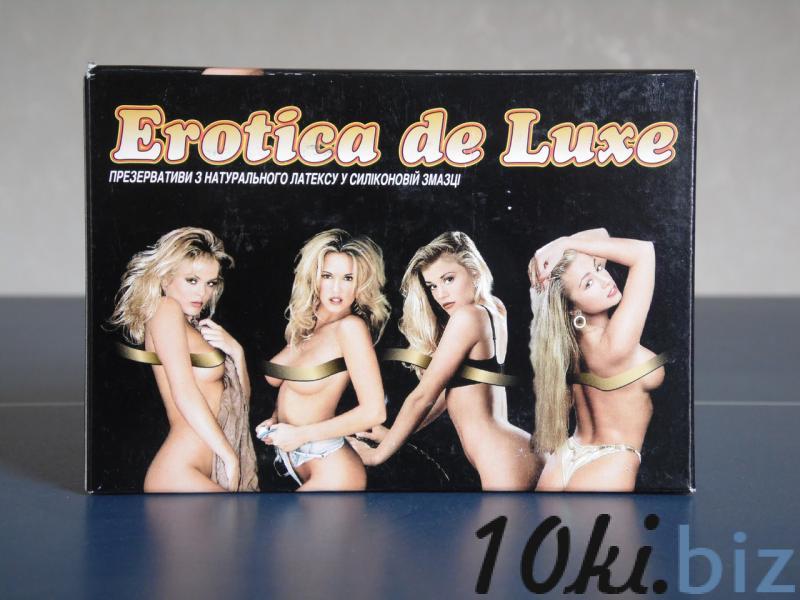 Erotica de Luxe
ПРЕЗЕРВАТИВИ З НАТУРАЛЬНОГО ЛАТЕКСУ У СИЛІКОНОВІЙ ЗМАЗЦІ
10ki.biz